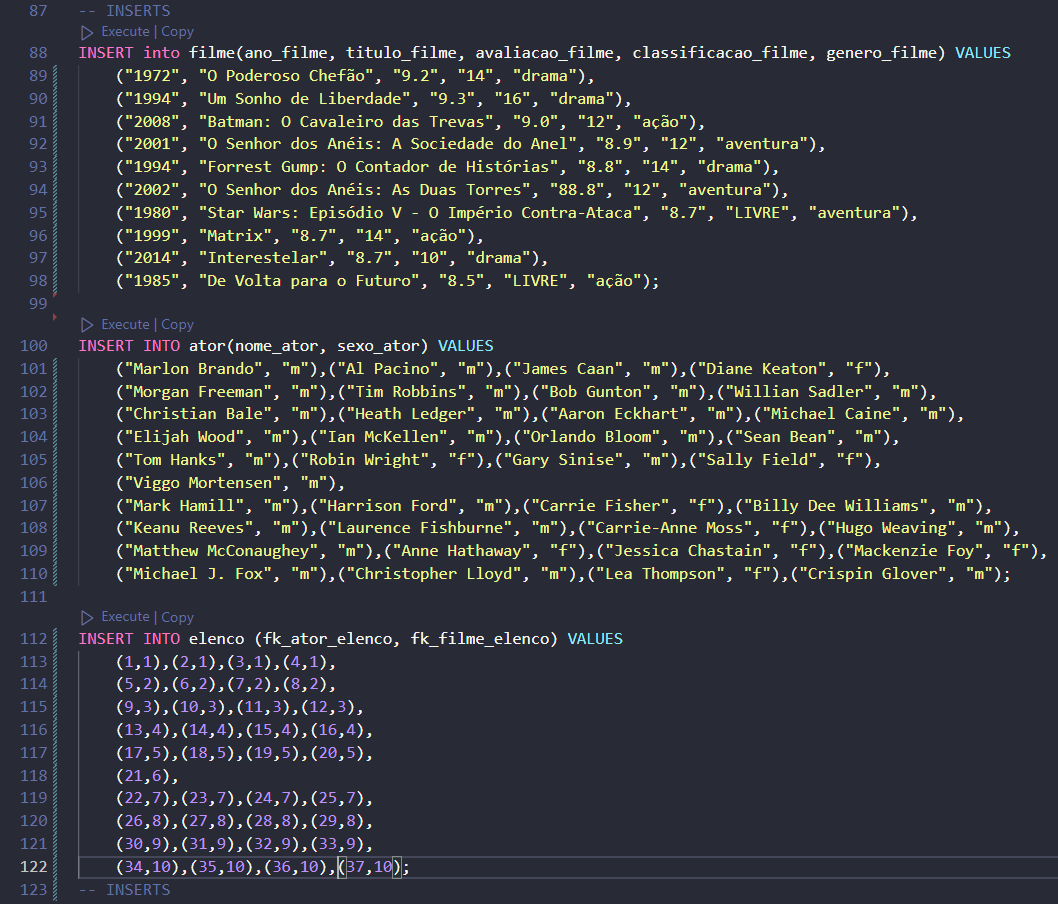 87 -- INSERTS
Execute | Copy
88 INSERT into filme(ano_filme, titulo_filme, avaliacao_filme, classificacao_filme, genero_filme) VALUES
89 ("1972", "O Poderoso Chefão", "9.2", "14", "drama"),
90 ("1994", "Um Sonho de Liberdade", "9.3", "16", "drama"),
91 ("2008", "Batman: O Cavaleiro das Trevas", "9.0", "12", "ação"),
92 ("2001", "O Senhor dos Anéis: A Sociedade do Anel", "8.9", "12", "aventura"),
93 ("1994", "Forrest Gump: O Contador de Histórias", "8.8", "14", "drama"),
94 ("2002", "O Senhor dos Anéis: As Duas Torres", "88.8", "12", "aventura"),
95 ("1980", "Star Wars: Episódio V - O Império Contra-Ataca", "8.7", "LIVRE", "aventura"),
96 ("1999", "Matrix", "8.7", "14", "ação"),
97 ("2014", "Interestelar", "8.7", "10", "drama"),
98 ("1985", "De Volta para o Futuro", "8.5", "LIVRE", "ação");
99
Execute | Copy
100 INSERT INTO ator(nome_ator, sexo_ator) VALUES
101 ("Marlon Brando", "m"),("Al Pacino", "m"),("James Caan", "m"),("Diane Keaton", "f"),
102 ("Morgan Freeman", "m"),("Tim Robbins", "m"),("Bob Gunton", "m"),("Willian Sadler", "m"),
103 ("Christian Bale", "m"),("Heath Ledger", "m"),("Aaron Eckhart", "m"),("Michael Caine", "m"),
104 ("Elijah Wood", "m"),("Ian McKellen", "m"),("Orlando Bloom", "m"),("Sean Bean", "m"),
105 ("Tom Hanks", "m"),("Robin Wright", "f"),("Gary Sinise", "m"),("Sally Field", "f"),
106 ("Viggo Mortensen", "m"),
107 ("Mark Hamill", "m"),("Harrison Ford", "m"),("Carrie Fisher", "f"),("Billy Dee Williams", "m"),
108 ("Keanu Reeves", "m"),("Laurence Fishburne", "m"),("Carrie-Anne Moss", "f"),("Hugo Weaving", "m"),
109 ("Matthew McConaughey", "m"),("Anne Hathaway", "f"),("Jessica Chastain", "f"),("Mackenzie Foy", "f"),
110 ("Michael J. Fox", "m"),("Christopher Lloyd", "m"),("Lea Thompson", "f"),("Crispin Glover", "m");
111
Execute | Copy
112 INSERT INTO elenco (fk_ator_elenco, fk_filme_elenco) VALUES
113 (1,1),(2,1),(3,1),(4,1),
114 (5,2),(6,2),(7,2),(8,2),
115 (9,3),(10,3),(11,3),(12,3),
116 (13,4),(14,4),(15,4),(16,4),
117 (17,5),(18,5),(19,5),(20,5),
118 (21,6),
119 (22,7),(23,7),(24,7),(25,7),
120 (26,8),(27,8),(28,8),(29,8),
121 (30,9),(31,9),(32,9),(33,9),
122 (34,10),(35,10),(36,10),(37,10);
123 -- INSERTS